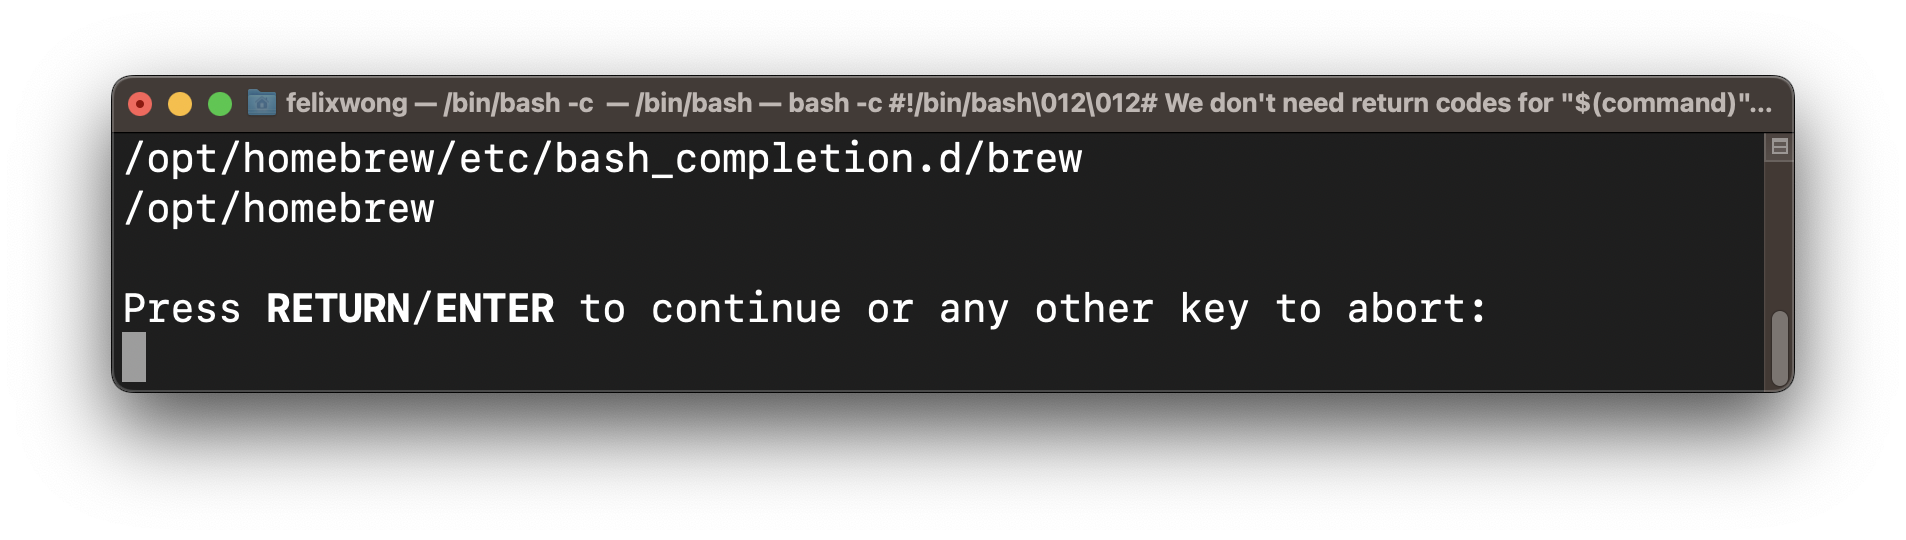 felixwong — /bin/bash -c — /bin/bash — bash -c #!/bin/bash\012\012# We don't need return codes for "$(command)"...
/opt/homebrew/etc/bash_completion.d/brew
/opt/homebrew
Press RETURN/ENTER to continue or any other key to abort: